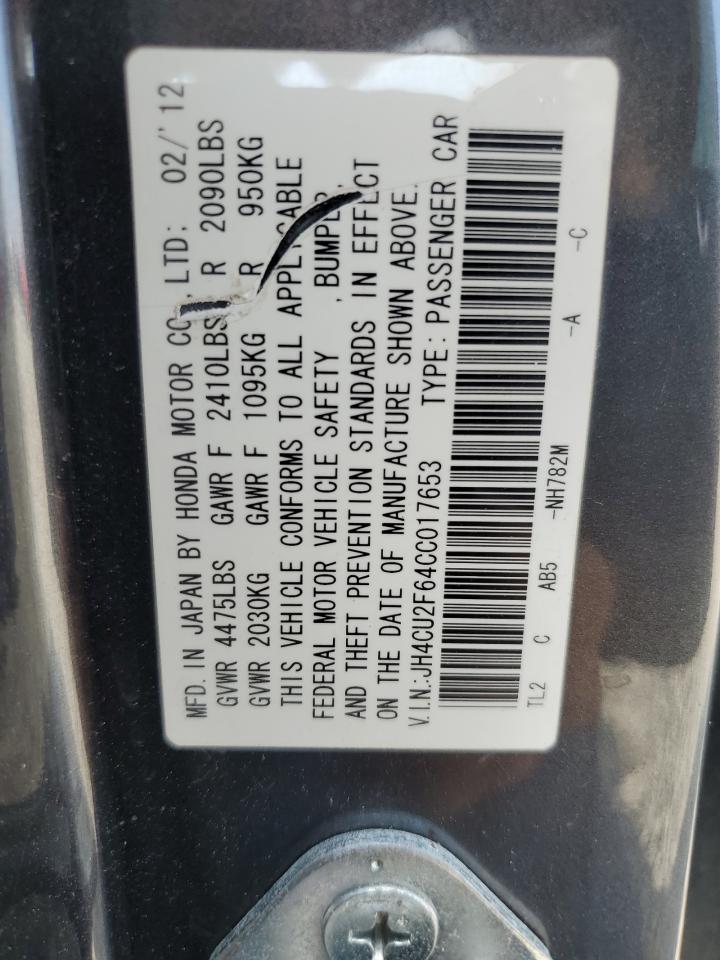 MFD. IN JAPAN BY HONDA MOTOR CO., LTD: 02/'12
GVWR 4475LBS GAWR F 2410LBS R 2090LBS
GVWR 2030KG GAWR F 1095KG R 950KG
THIS VEHICLE CONFORMS TO ALL APPLICABLE
FEDERAL MOTOR VEHICLE SAFETY , BUMPER,
AND THEFT PREVENTION STANDARDS IN EFFECT
ON THE DATE OF MANUFACTURE SHOWN ABOVE.
V.I.N.:JH4CU2F64CC017653 TYPE: PASSENGER CAR
TL2 C AB5 -NH782M -A -C